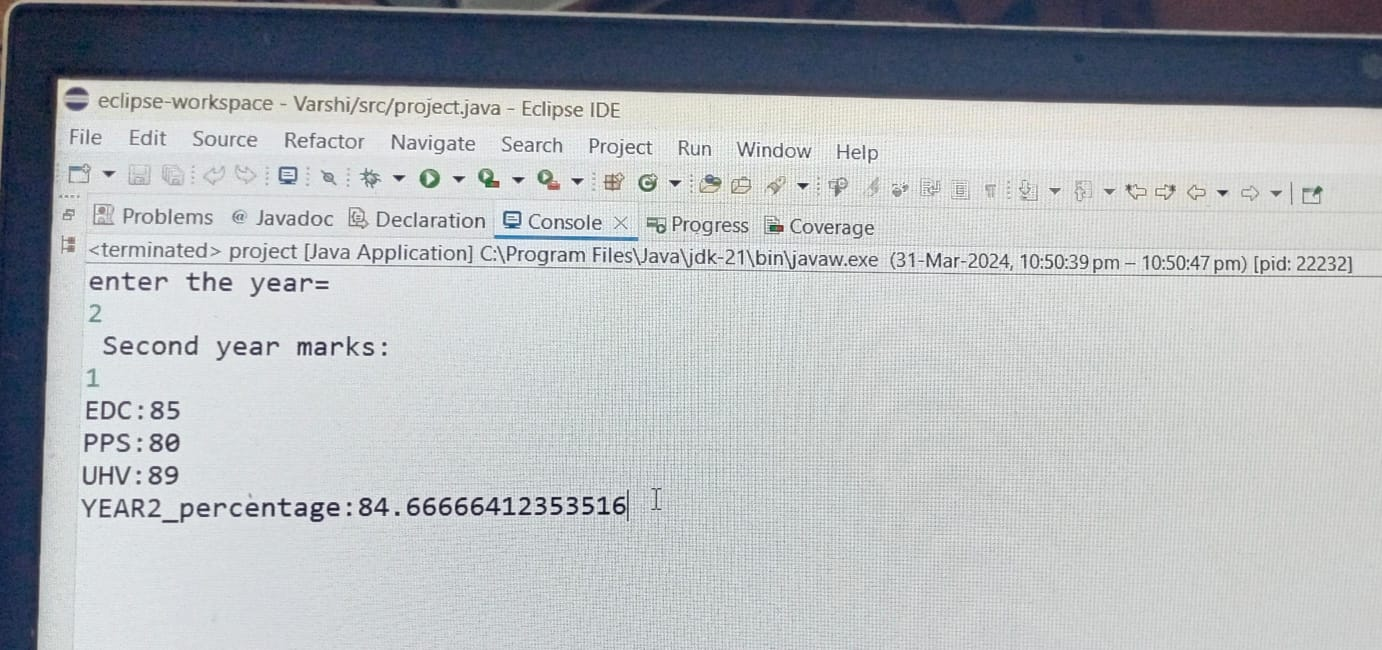 eclipse-workspace - Varshi/src/project.java - Eclipse IDE
File Edit Source Refactor Navigate Search Project Run Window Help
Problems @ Javadoc Declaration Console Progress Coverage
<terminated> project [Java Application] C:\Program Files\Java\jdk-21\bin\javaw.exe (31-Mar-2024, 10:50:39 pm – 10:50:47 pm) [pid: 22232]
enter the year=
2
Second year marks:
1
EDC:85
PPS:80
UHV:89
YEAR2_percentage:84.66666412353516